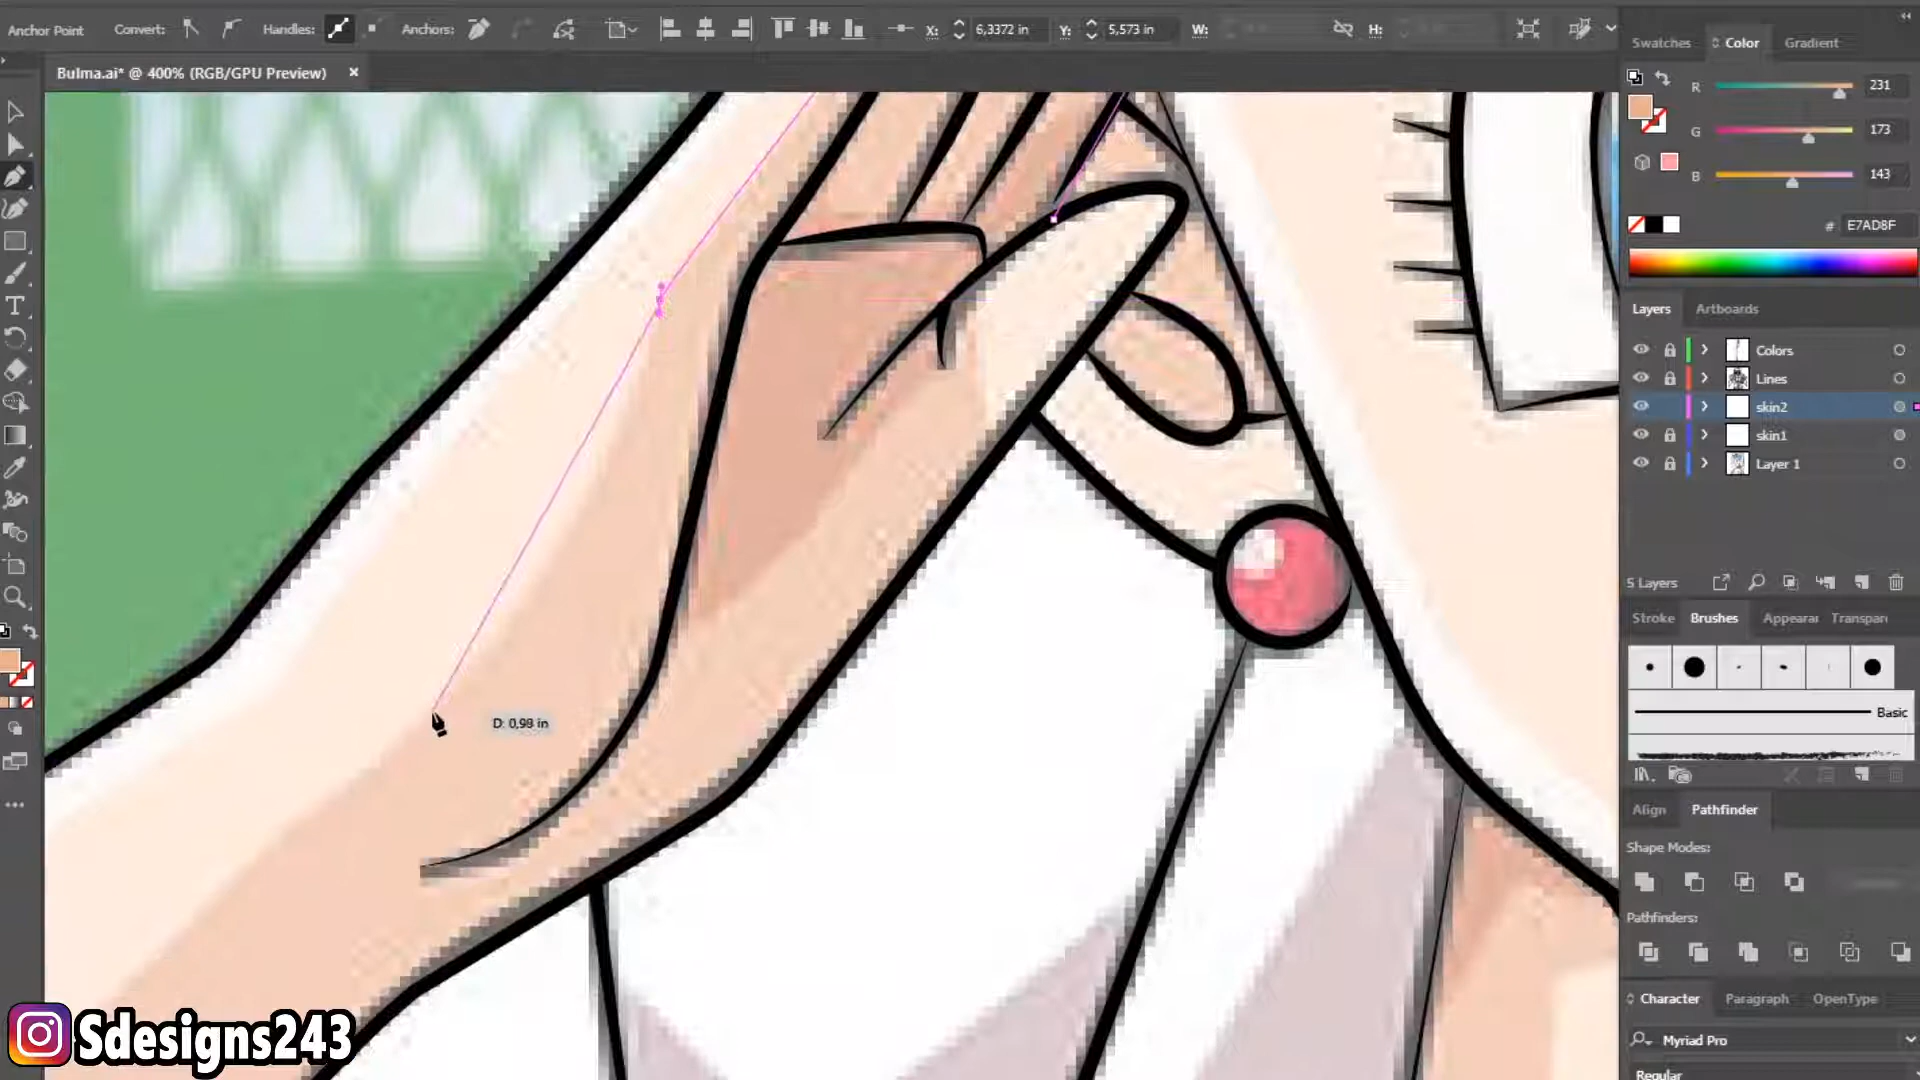 Anchor Point Convert: Handles: Anchors: X: 6,3372 in Y: 5,573 in W: H:
Bulma.ai* @ 400% (RGB/GPU Preview) ×
Swatches Color Gradient
R 231
G 173
B 143
# E7AD8F
Layers Artboards
Colors
Lines
skin2
skin1
Layer 1
5 Layers
Stroke Brushes Appearar Transpare
Basic
Align Pathfinder
Shape Modes:
Pathfinders:
Character Paragraph OpenType
Myriad Pro
Regular
D: 0,98 in
Sdesigns243